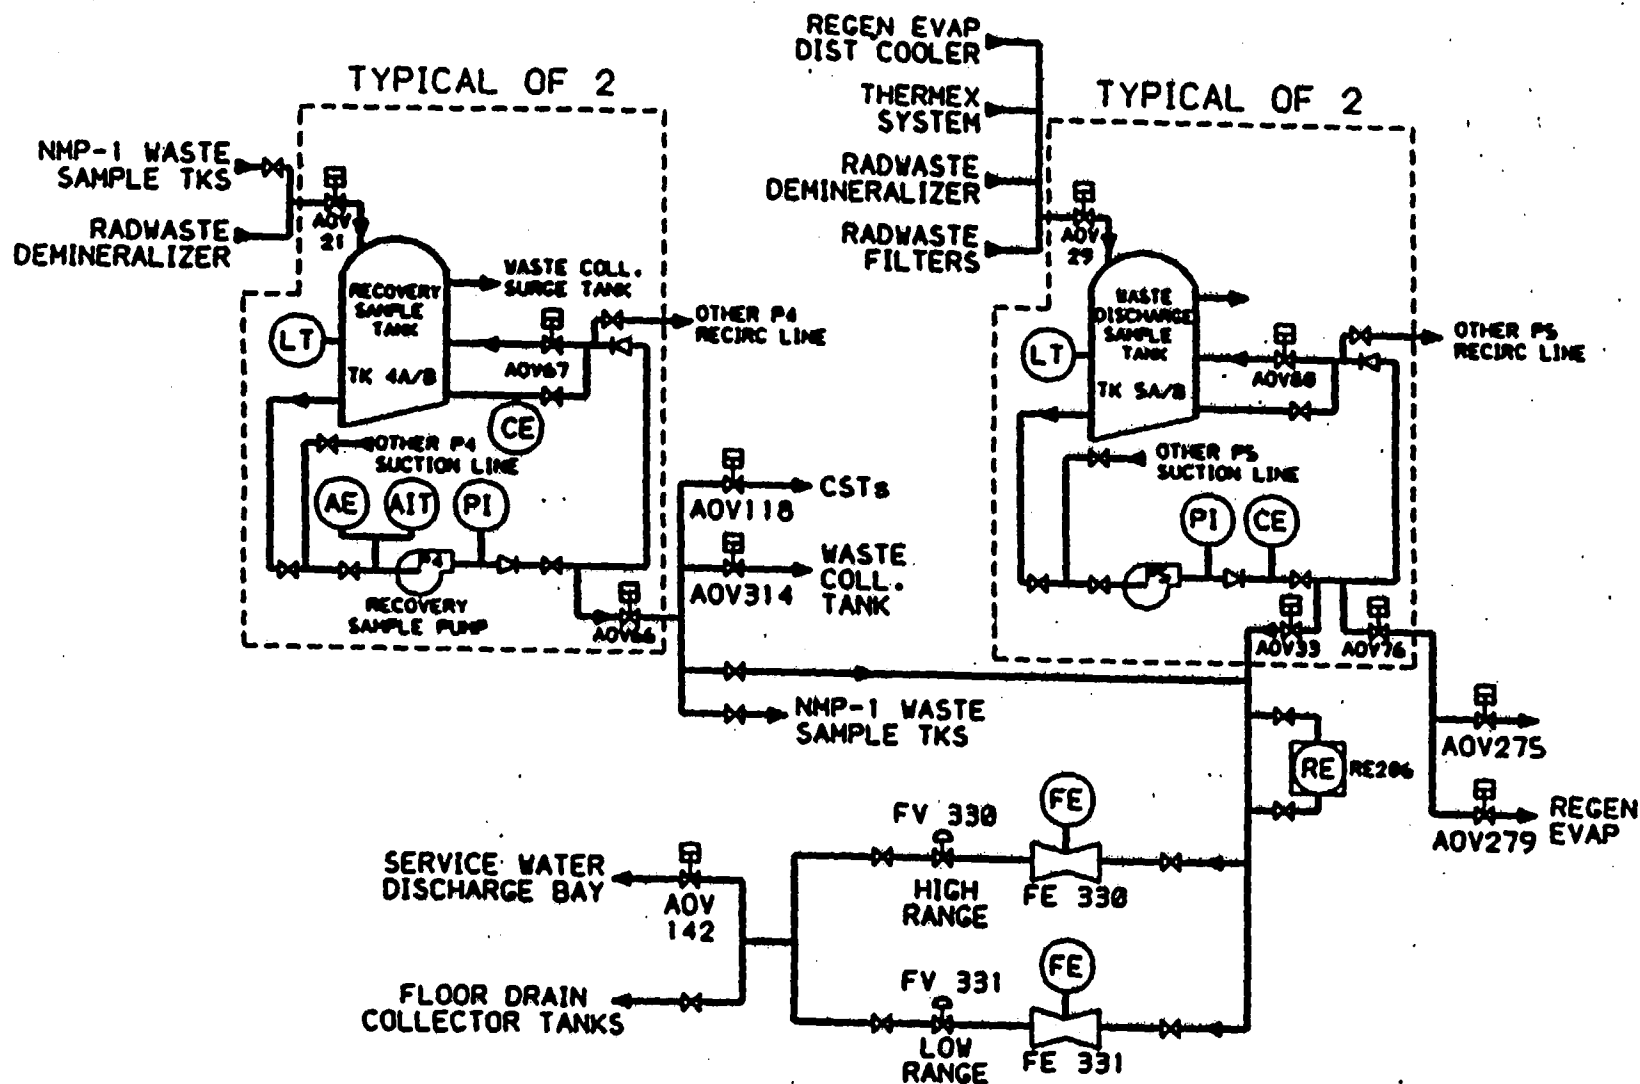 REGEN EVAP
DIST COOLER
TYPICAL OF 2
THERMEX
SYSTEM
TYPICAL OF 2
NMP-1 WASTE
SAMPLE TKS
RADWASTE
DEMINERALIZER
RADWASTE
DEMINERALIZER
RADWASTE
FILTERS
AOV
21
AOV
29
WASTE COLL.
SURGE TANK
RECOVERY
SAMPLE
TANK
TK 4A/B
LT
OTHER P4
RECIRC LINE
AOV67
CE
OTHER P4
SUCTION LINE
AE
AIT
PI
P4
RECOVERY
SAMPLE PUMP
AOV66
WASTE
DISCHARGE
SAMPLE
TANK
TK 5A/B
LT
OTHER P5
RECIRC LINE
OTHER P5
SUCTION LINE
PI
CE
P5
AOV33
AOV76
AOV118
CSTs
AOV314
WASTE
COLL.
TANK
NMP-1 WASTE
SAMPLE TKS
RE
RE206
AOV275
AOV279
REGEN
EVAP
FE
FV 330
HIGH
RANGE
FE 330
SERVICE WATER
DISCHARGE BAY
AOV
142
FE
FV 331
LOW
RANGE
FE 331
FLOOR DRAIN
COLLECTOR TANKS